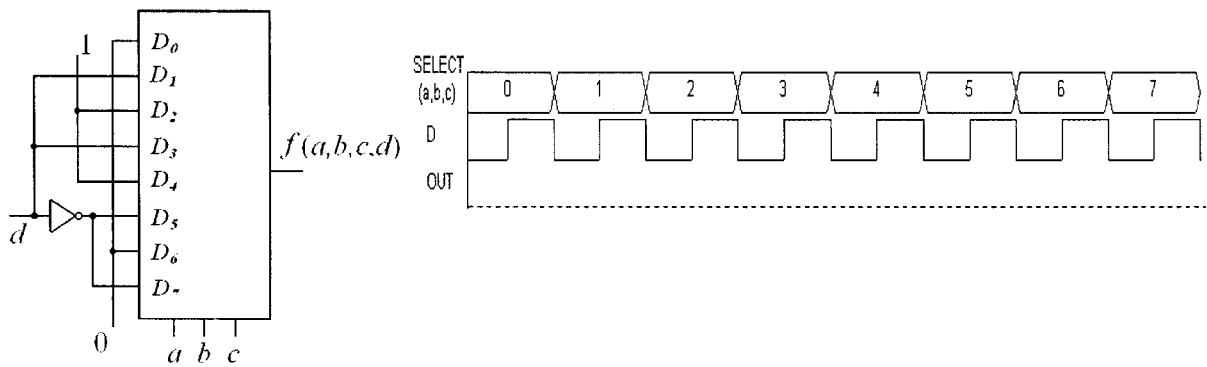 1
D₀
D₁
D₂
D₃
D₄
D₅
D₆
D₇
d
0
a b c
f(a,b,c,d)
SELECT
(a,b,c)
0 1 2 3 4 5 6 7
D
OUT